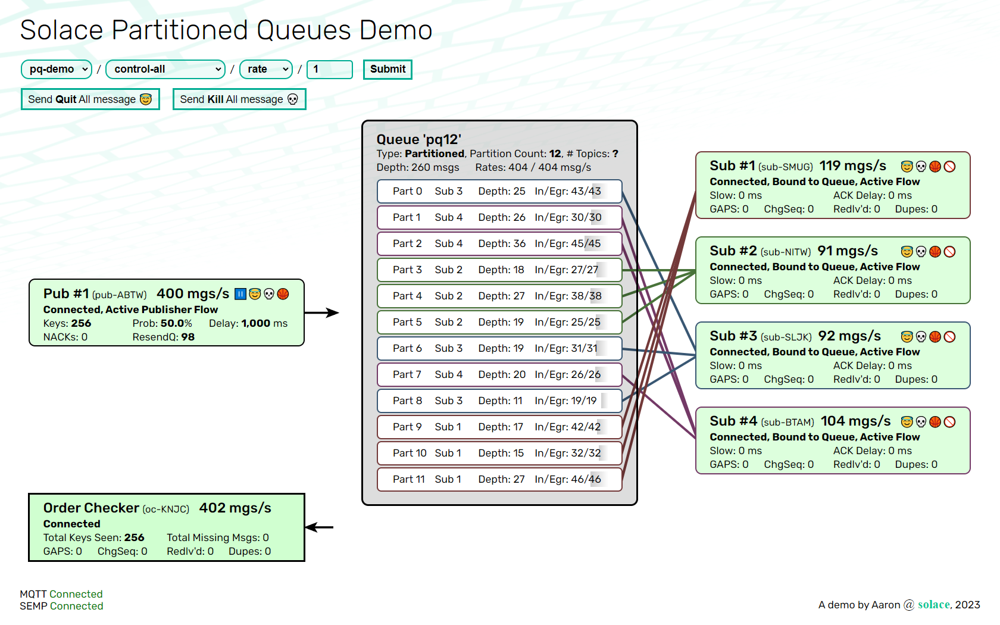 Solace Partitioned Queues Demo
pq-demo / control-all / rate / 1 Submit
Send Quit All message 😇 Send Kill All message 💀
Queue 'pq12'
Type: Partitioned, Partition Count: 12, # Topics: ?
Depth: 260 msgs Rates: 404 / 404 msg/s
Part 0 Sub 3 Depth: 25 In/Egr: 43/43
Part 1 Sub 4 Depth: 26 In/Egr: 30/30
Part 2 Sub 4 Depth: 36 In/Egr: 45/45
Part 3 Sub 2 Depth: 18 In/Egr: 27/27
Part 4 Sub 2 Depth: 27 In/Egr: 38/38
Part 5 Sub 2 Depth: 19 In/Egr: 25/25
Part 6 Sub 3 Depth: 19 In/Egr: 31/31
Part 7 Sub 4 Depth: 20 In/Egr: 26/26
Part 8 Sub 3 Depth: 11 In/Egr: 19/19
Part 9 Sub 1 Depth: 17 In/Egr: 42/42
Part 10 Sub 1 Depth: 15 In/Egr: 32/32
Part 11 Sub 1 Depth: 27 In/Egr: 46/46
Pub #1 (pub-ABTW) 400 mgs/s
Connected, Active Publisher Flow
Keys: 256 Prob: 50.0% Delay: 1,000 ms
NACKs: 0 ResendQ: 98
Order Checker (oc-KNJC) 402 mgs/s
Connected
Total Keys Seen: 256 Total Missing Msgs: 0
GAPS: 0 ChgSeq: 0 Redlv'd: 0 Dupes: 0
Sub #1 (sub-SMUG) 119 mgs/s
Connected, Bound to Queue, Active Flow
Slow: 0 ms ACK Delay: 0 ms
GAPS: 0 ChgSeq: 0 Redlv'd: 0 Dupes: 0
Sub #2 (sub-NITW) 91 mgs/s
Connected, Bound to Queue, Active Flow
Slow: 0 ms ACK Delay: 0 ms
GAPS: 0 ChgSeq: 0 Redlv'd: 0 Dupes: 0
Sub #3 (sub-SLJK) 92 mgs/s
Connected, Bound to Queue, Active Flow
Slow: 0 ms ACK Delay: 0 ms
GAPS: 0 ChgSeq: 0 Redlv'd: 0 Dupes: 0
Sub #4 (sub-BTAM) 104 mgs/s
Connected, Bound to Queue, Active Flow
Slow: 0 ms ACK Delay: 0 ms
GAPS: 0 ChgSeq: 0 Redlv'd: 0 Dupes: 0
MQTT Connected
SEMP Connected
A demo by Aaron @ solace, 2023